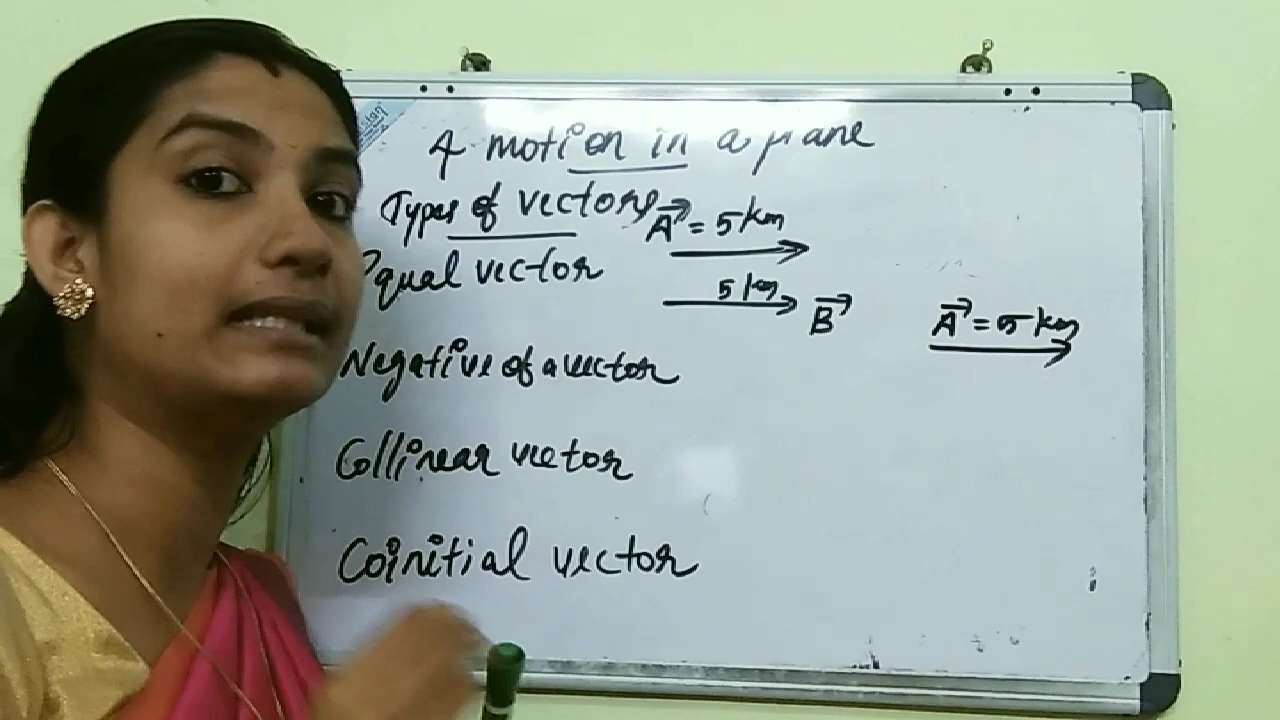 4 motion in a plane
Types of vectors
A⃗ = 5 km
Equal vector
5 km
B⃗
A⃗ = 5 km
Negative of a vector
Collinear vector
Coinitial vector